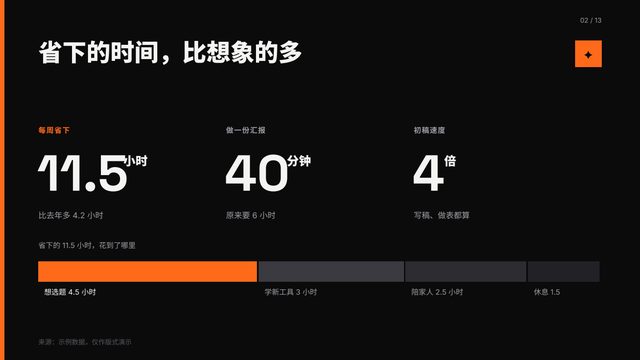 02 / 13
省下的时间，比想象的多
每周省下
11.5小时
比去年多 4.2 小时
做一份汇报
40分钟
原来要 6 小时
初稿速度
4倍
写稿、做表都算
省下的 11.5 小时，花到了哪里
想选题 4.5 小时
学新工具 3 小时
陪家人 2.5 小时
休息 1.5
来源：示例数据，仅作版式演示